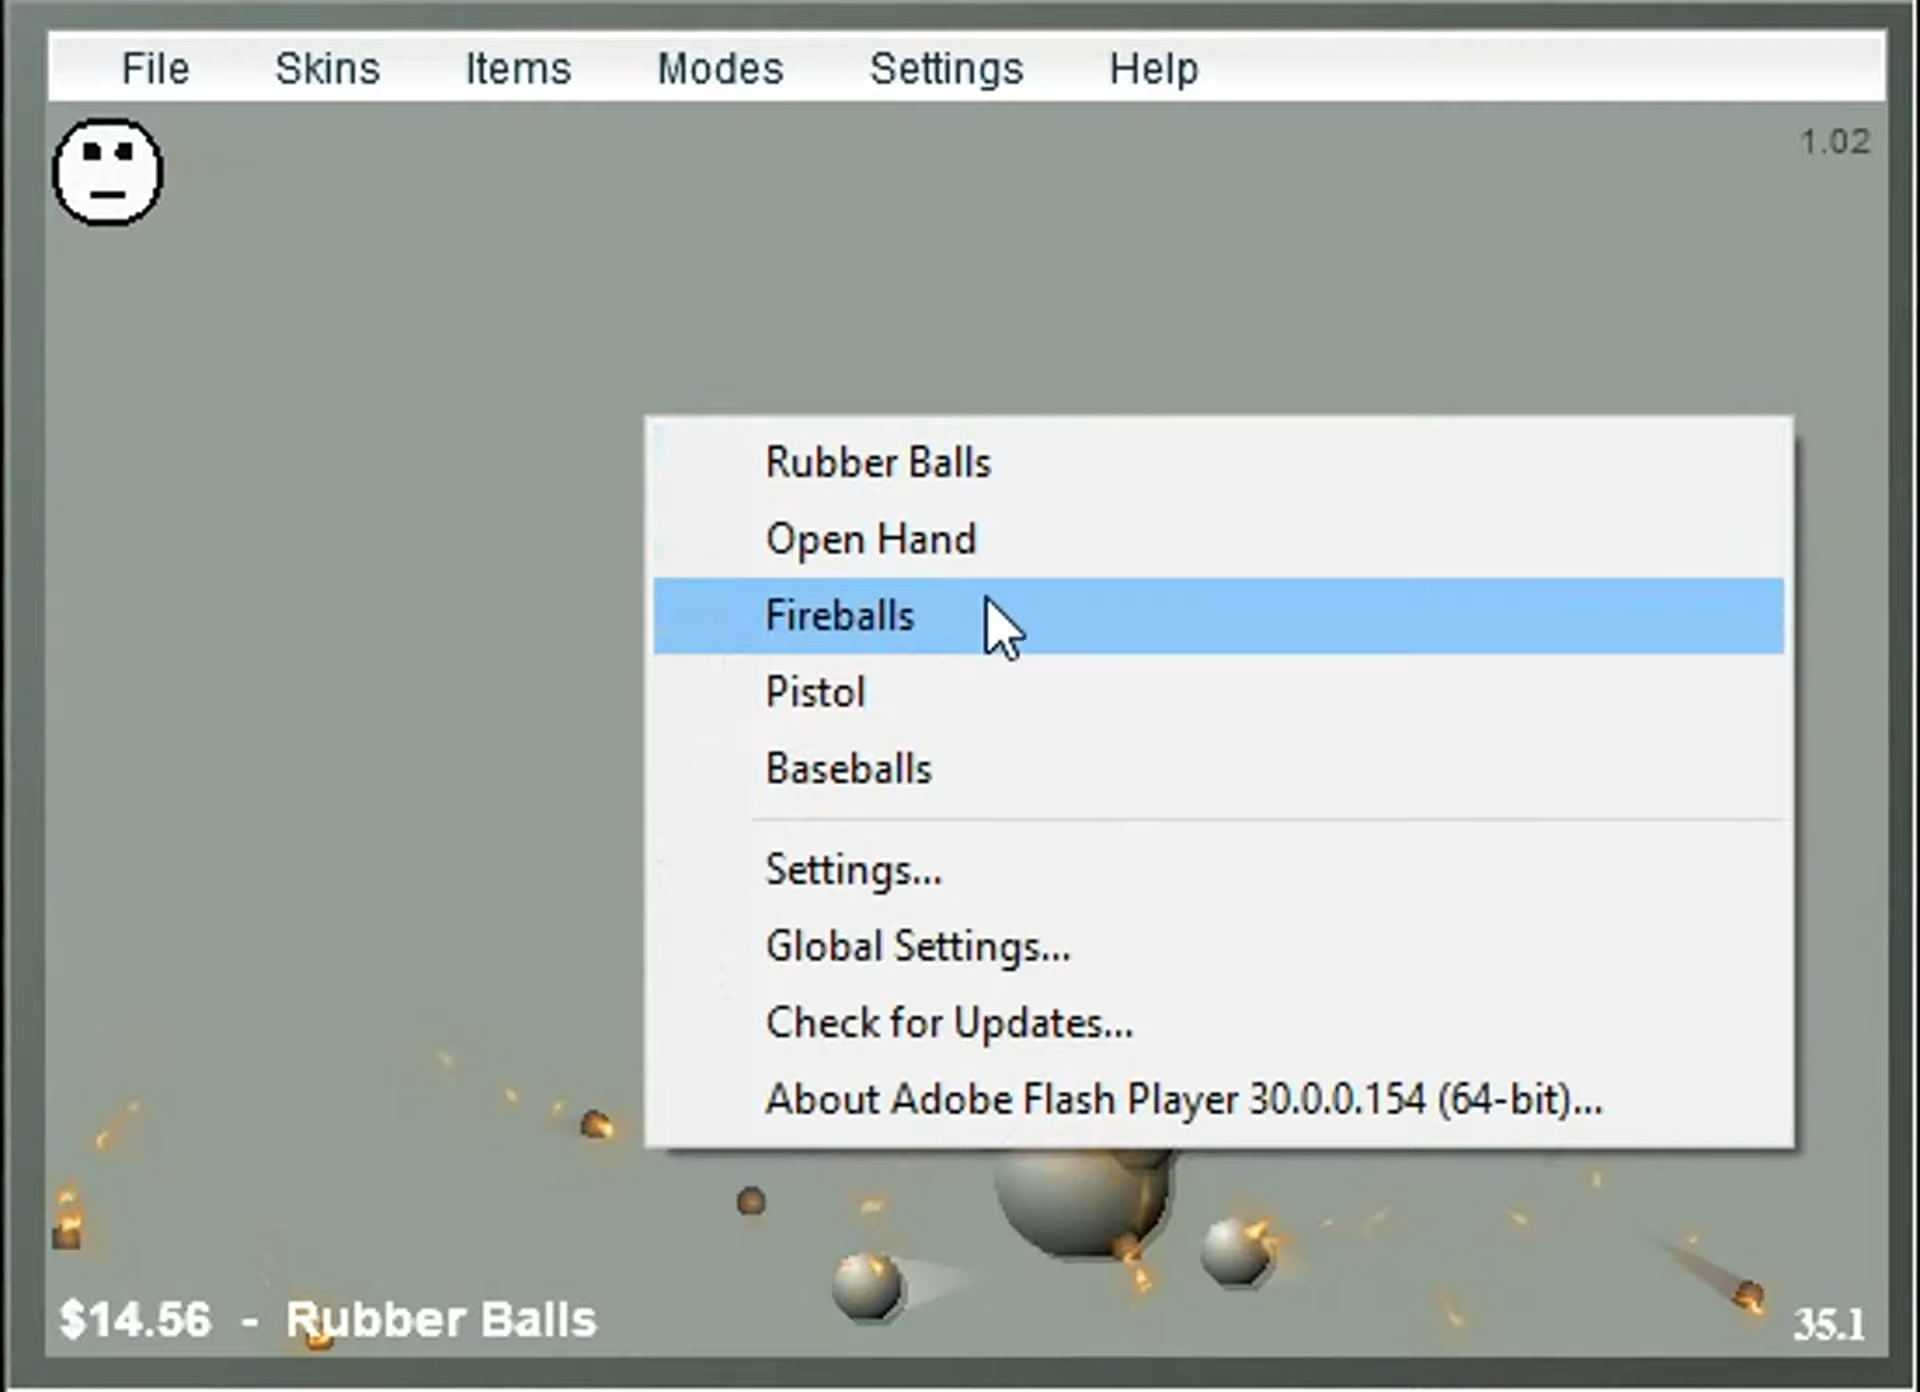 File Skins Items Modes Settings Help
1.02
Rubber Balls
Open Hand
Fireballs
Pistol
Baseballs
Settings...
Global Settings...
Check for Updates...
About Adobe Flash Player 30.0.0.154 (64-bit)...
$14.56 - Rubber Balls
35.1